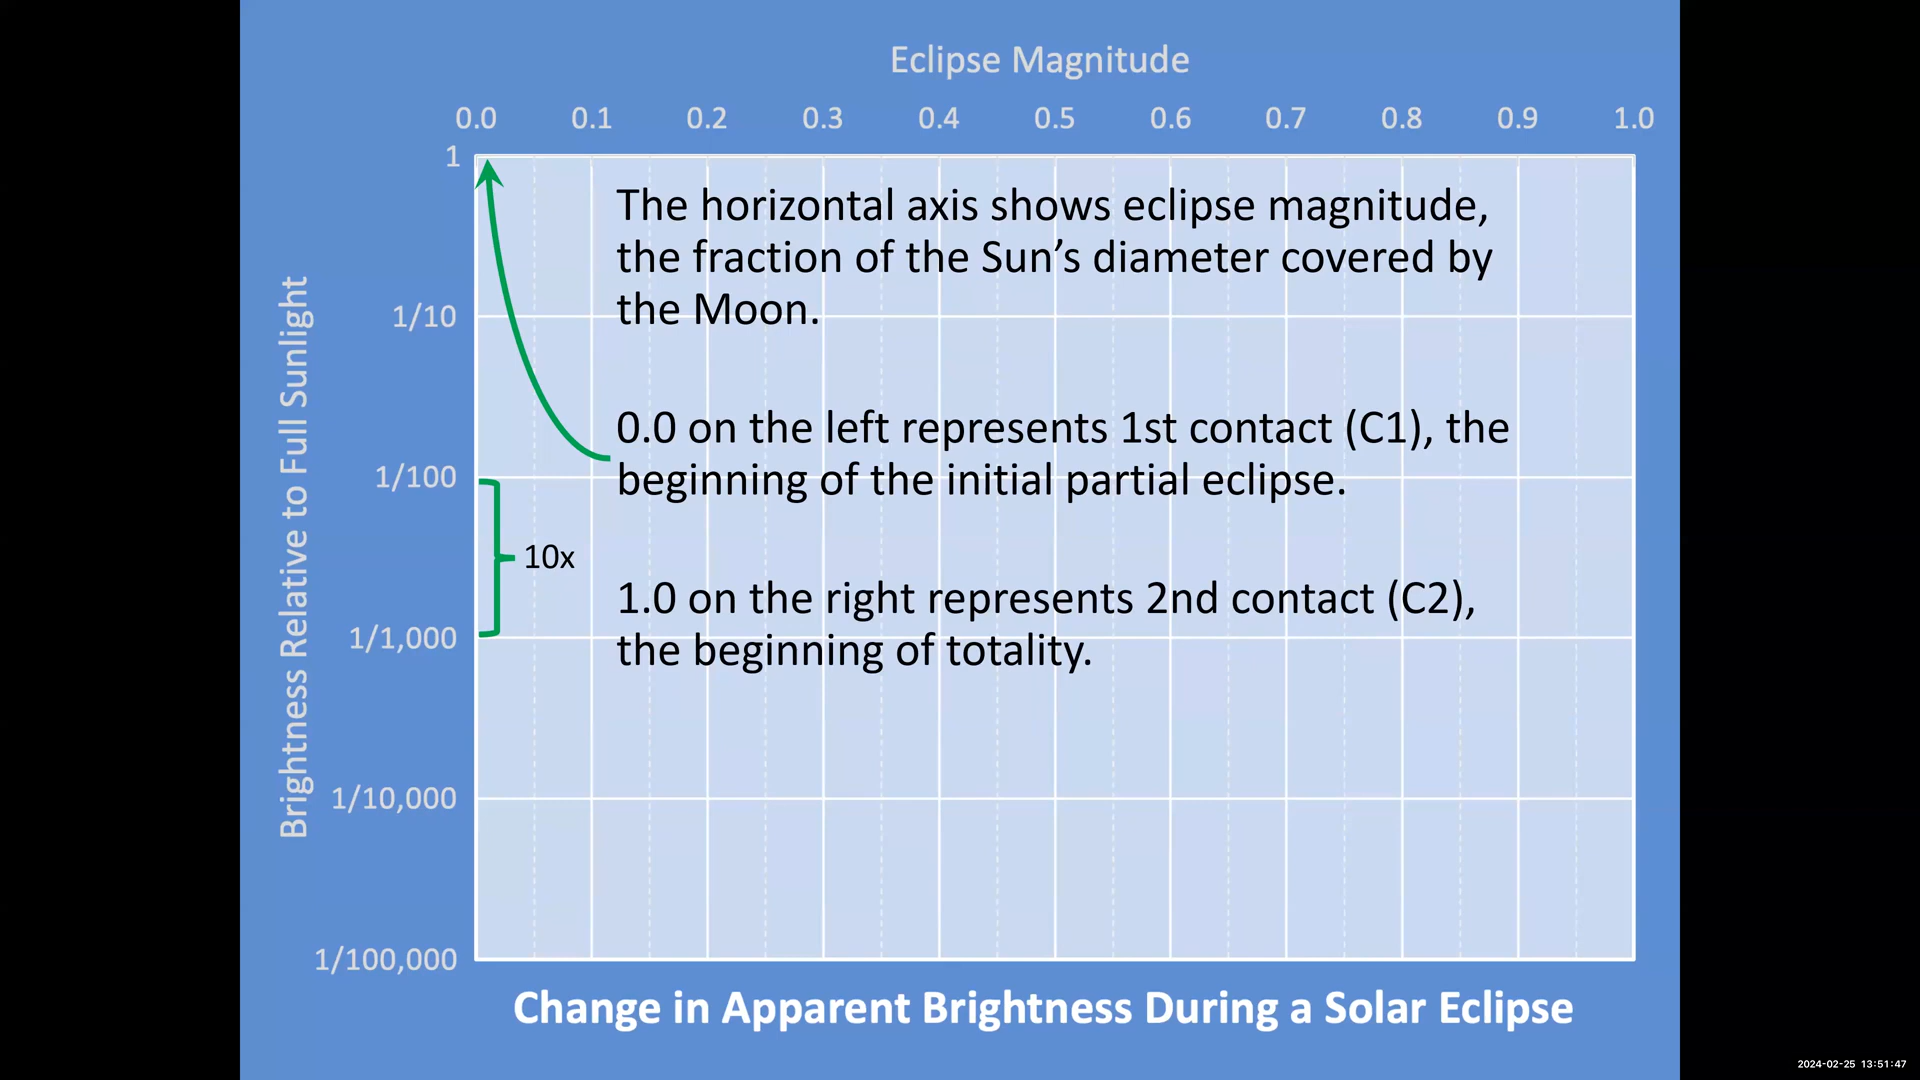 Eclipse Magnitude
0.0 0.1 0.2 0.3 0.4 0.5 0.6 0.7 0.8 0.9 1.0
Brightness Relative to Full Sunlight
1
1/10
1/100
1/1,000
1/10,000
1/100,000
10x
The horizontal axis shows eclipse magnitude,
the fraction of the Sun’s diameter covered by
the Moon.
0.0 on the left represents 1st contact (C1), the
beginning of the initial partial eclipse.
1.0 on the right represents 2nd contact (C2),
the beginning of totality.
Change in Apparent Brightness During a Solar Eclipse
2024-02-25 13:51:47